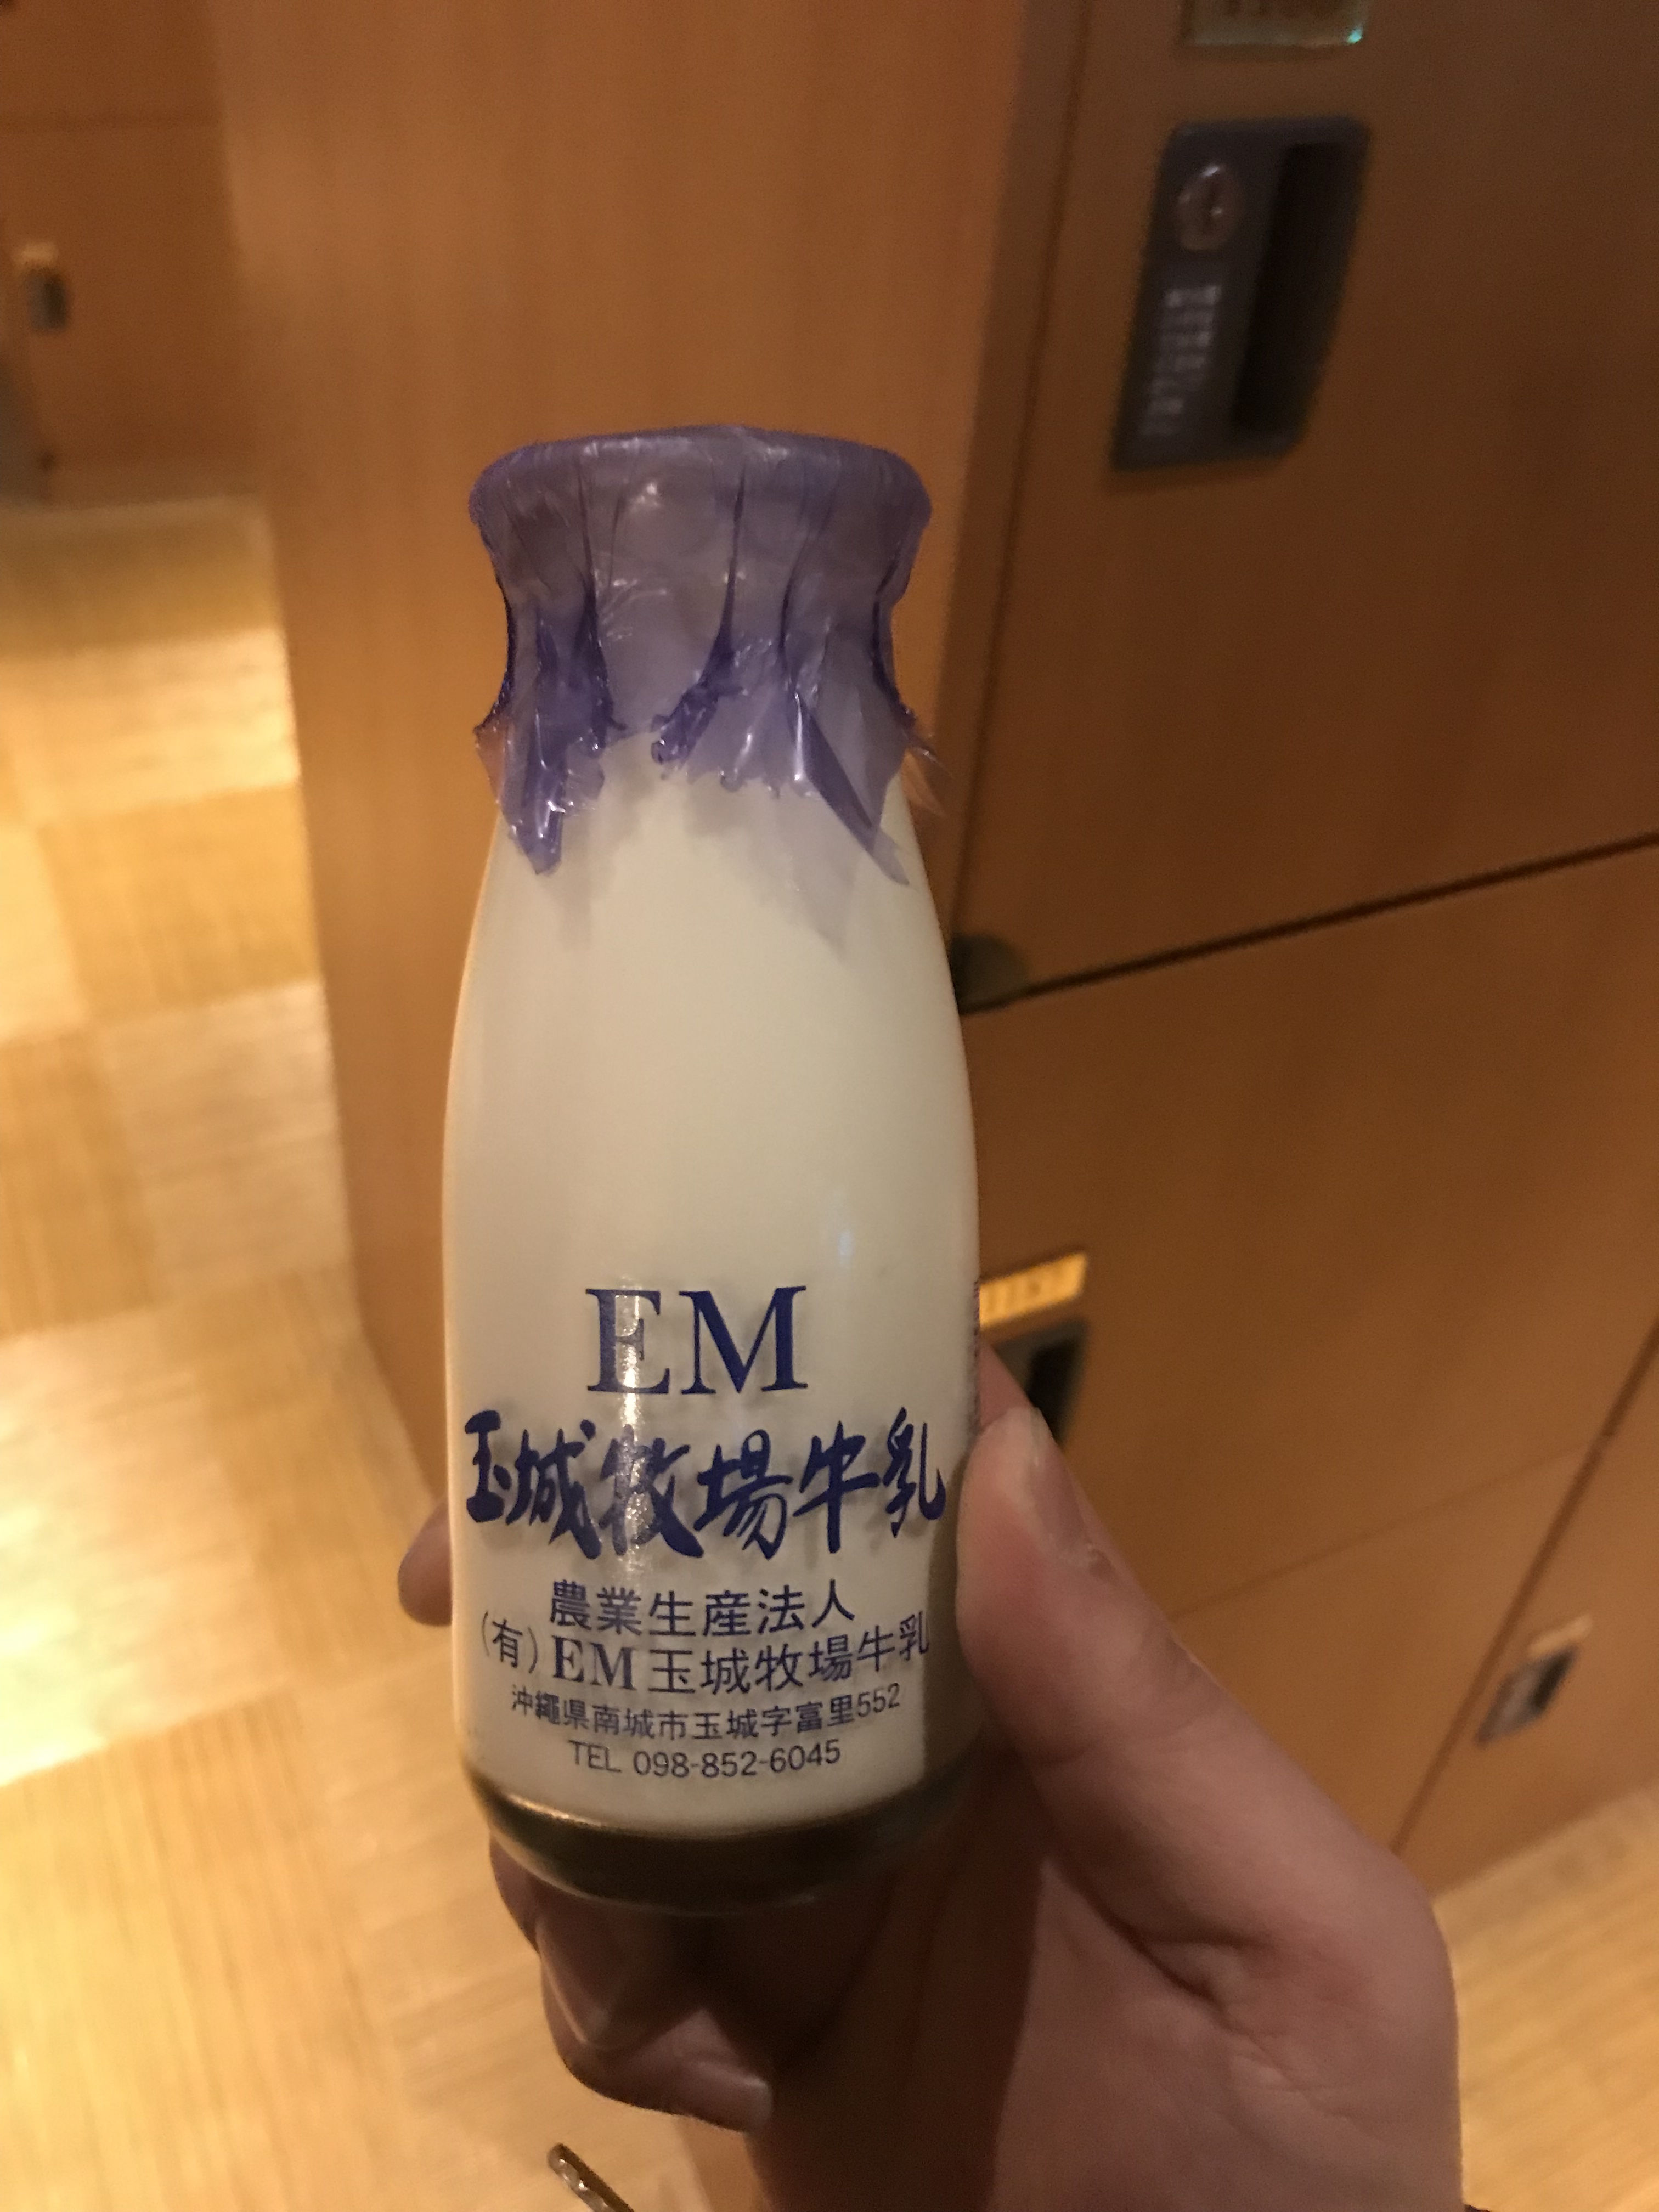 EM
玉城牧場牛乳
農業生産法人
(有)EM玉城牧場牛乳
沖縄県南城市玉城字富里552
TEL 098-852-6045